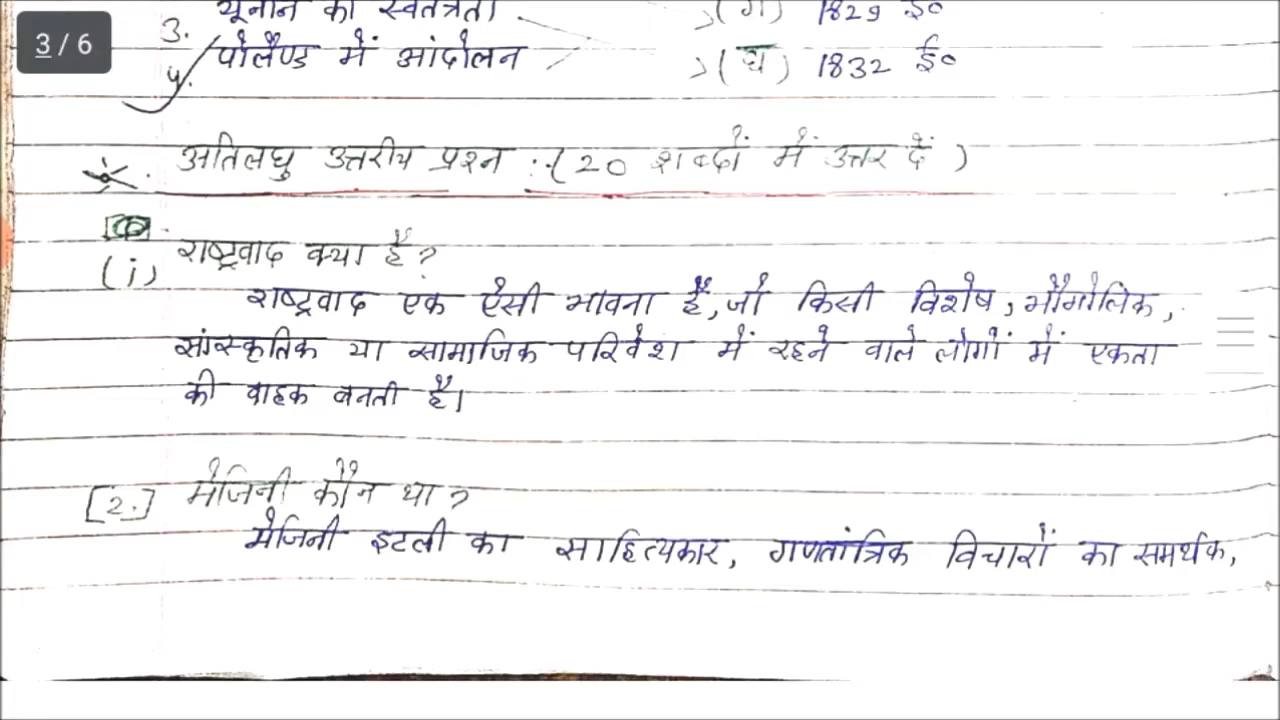 3 / 6
3. यूनान की स्वतंत्रता (ग) 1829 ई०
4. पोलैण्ड में आंदोलन (घ) 1832 ई०
अतिलघु उत्तरीय प्रश्न :-(20 शब्दों में उत्तर दें)
राष्ट्रवाद क्या है?
(i)
राष्ट्रवाद एक ऐसी भावना है, जो किसी विशेष, भौगोलिक,
सांस्कृतिक या सामाजिक परिवेश में रहने वाले लोगों में एकता
की वाहक बनती है।
[2.] मेजिनी कौन था?
मेजिनी इटली का साहित्यकार, गणतांत्रिक विचारों का समर्थक,